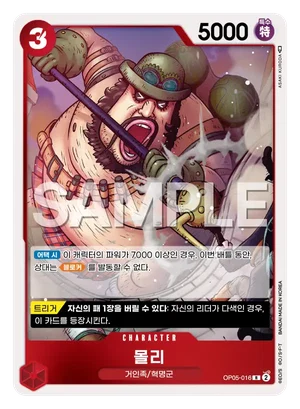 3
5000
특수
特
ASAKI KURODA
SAMPLE
어택 시 이 캐릭터의 파워가 7000 이상인 경우, 이번 배틀 동안,
상대는 블로커 를 발동할 수 없다.
트리거 자신의 패 1장을 버릴 수 있다: 자신의 리더가 다색인 경우,
이 카드를 등장시킨다.
CHARACTER
몰리
거인족/혁명군
OP05-016 R 2